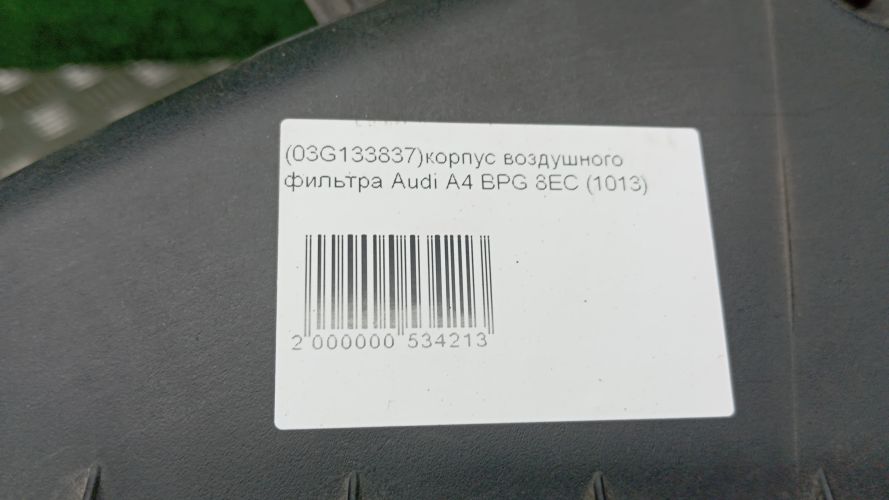 (03G133837)корпус воздушного
фильтра Audi A4 BPG 8EC (1013)
2 000000 534213